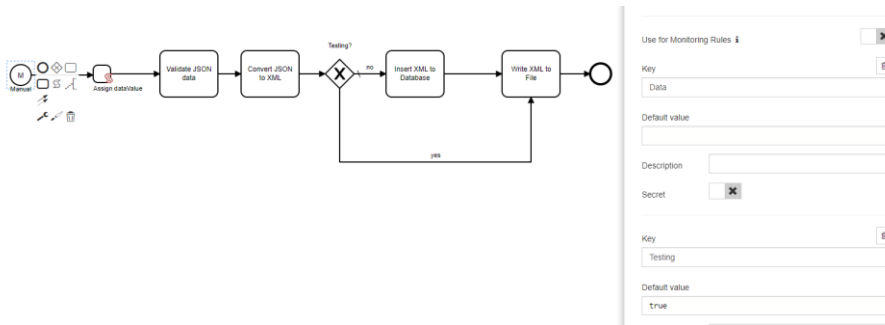 Testing?
M
Manual
Assign dataValue
Validate JSON
data
Convert JSON
to XML
no
Insert XML to
Database
Write XML to
File
yes
Use for Monitoring Rules i
Key
Data
Default value
Description
Secret
Key
Testing
Default value
true